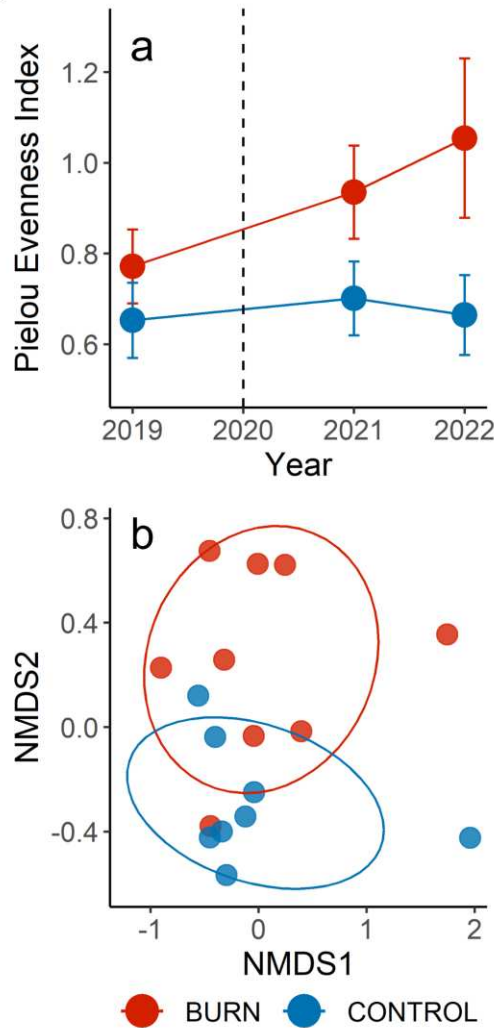 a
1.2
1.0
0.8
0.6
Pielou Evenness Index
2019 2020 2021 2022
Year
b
0.8
0.4
0.0
-0.4
NMDS2
-1 0 1 2
NMDS1
BURN CONTROL